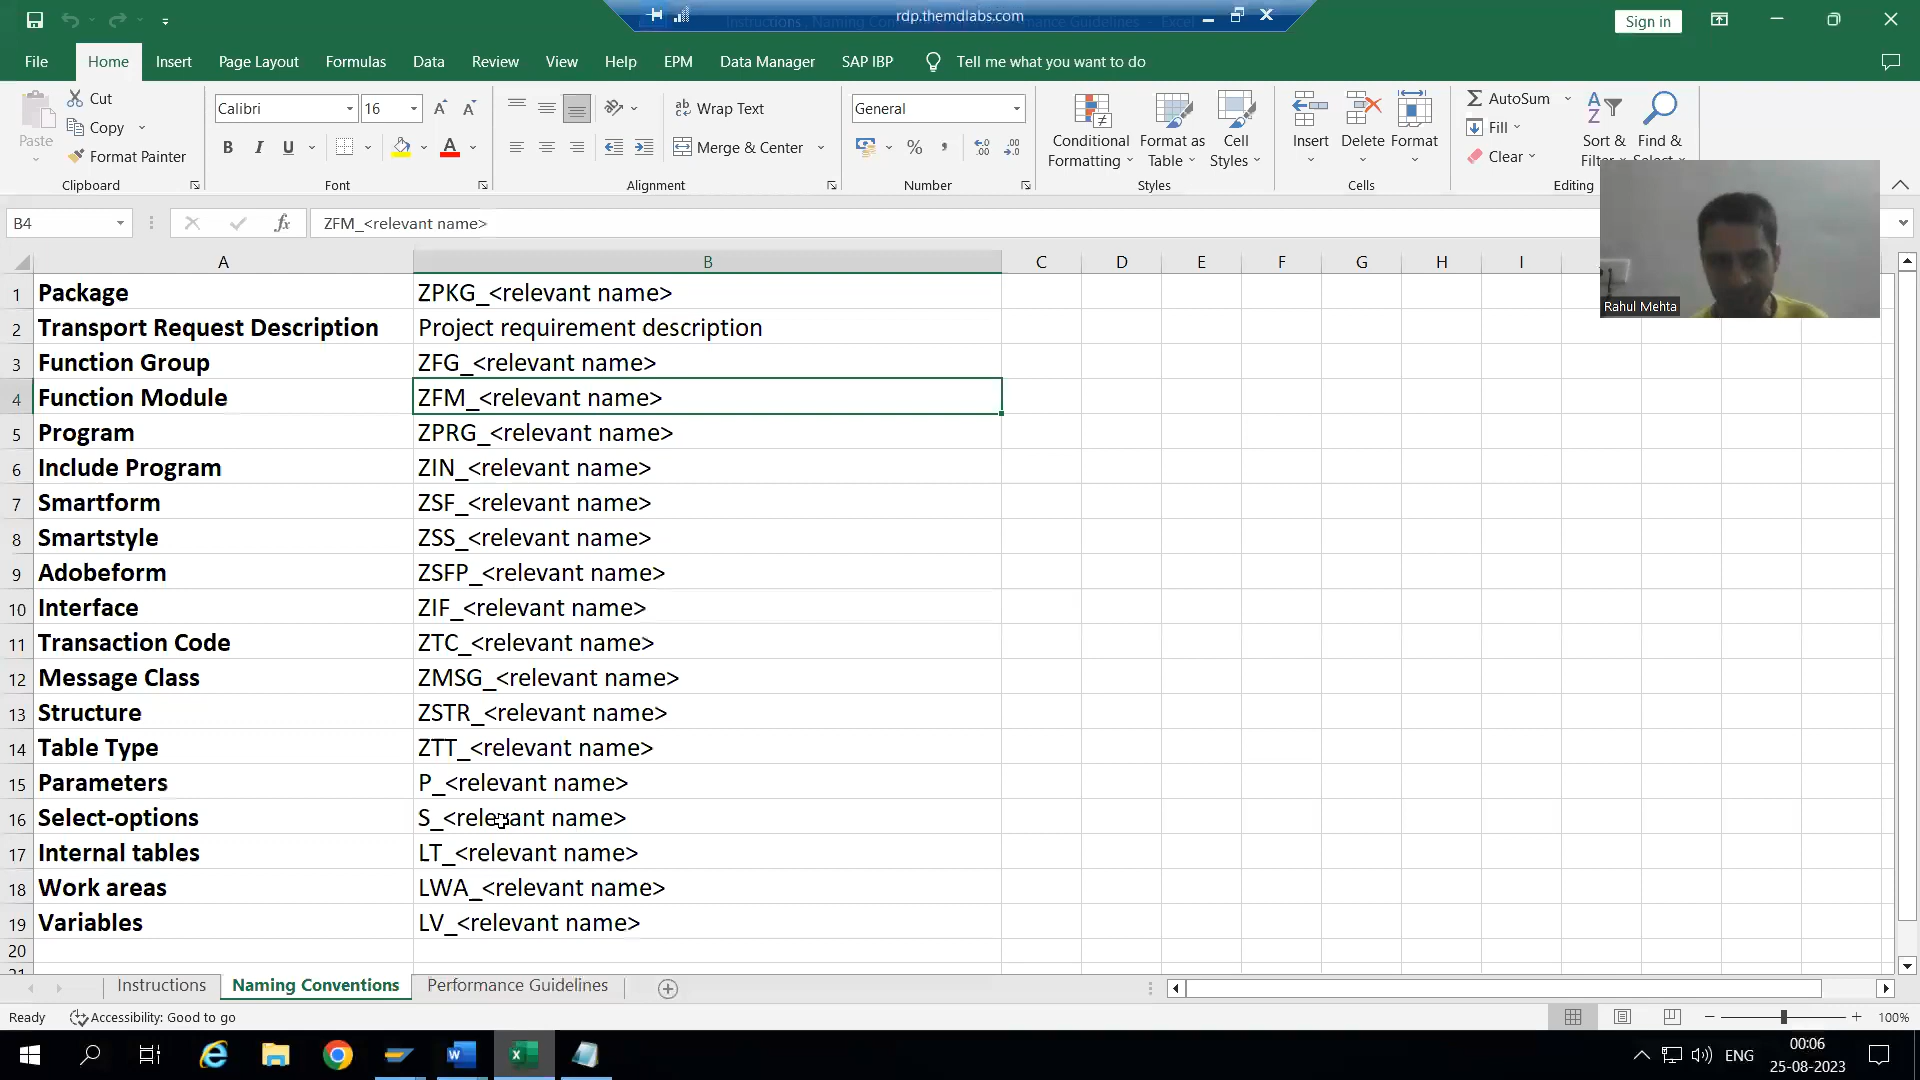 Instructions, Naming Con
rdp.themdlabs.com
ormance Guidelines - Excel
Sign in
File Home Insert Page Layout Formulas Data Review View Help EPM Data Manager SAP IBP Tell me what you want to do
Paste
Cut
Copy
Format Painter
Clipboard
Calibri 16
B I U
Font
Wrap Text
Merge & Center
Alignment
General
Number
Conditional Formatting
Format as Table
Cell Styles
Styles
Insert Delete Format
Cells
AutoSum
Fill
Clear
Sort & Filter
Find & Select
Editing
B4 fx ZFM_<relevant name>
Rahul Mehta
A B C D E F G H I
1 Package ZPKG_<relevant name>
2 Transport Request Description Project requirement description
3 Function Group ZFG_<relevant name>
4 Function Module ZFM_<relevant name>
5 Program ZPRG_<relevant name>
6 Include Program ZIN_<relevant name>
7 Smartform ZSF_<relevant name>
8 Smartstyle ZSS_<relevant name>
9 Adobeform ZSFP_<relevant name>
10 Interface ZIF_<relevant name>
11 Transaction Code ZTC_<relevant name>
12 Message Class ZMSG_<relevant name>
13 Structure ZSTR_<relevant name>
14 Table Type ZTT_<relevant name>
15 Parameters P_<relevant name>
16 Select-options S_<relevant name>
17 Internal tables LT_<relevant name>
18 Work areas LWA_<relevant name>
19 Variables LV_<relevant name>
20
21
Instructions Naming Conventions Performance Guidelines
Ready Accessibility: Good to go 100%
ENG 00:06
25-08-2023